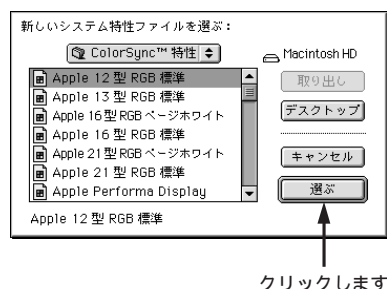 新しいシステム特性ファイルを選ぶ：
ColorSync™ 特性
Macintosh HD
Apple 12 型 RGB 標準
Apple 13 型 RGB 標準
Apple 16型 RGB ページホワイト
Apple 16 型 RGB 標準
Apple 21型 RGB ページホワイト
Apple 21 型 RGB 標準
Apple Performa Display
取り出し
デスクトップ
キャンセル
選ぶ
Apple 12 型 RGB 標準
クリックします